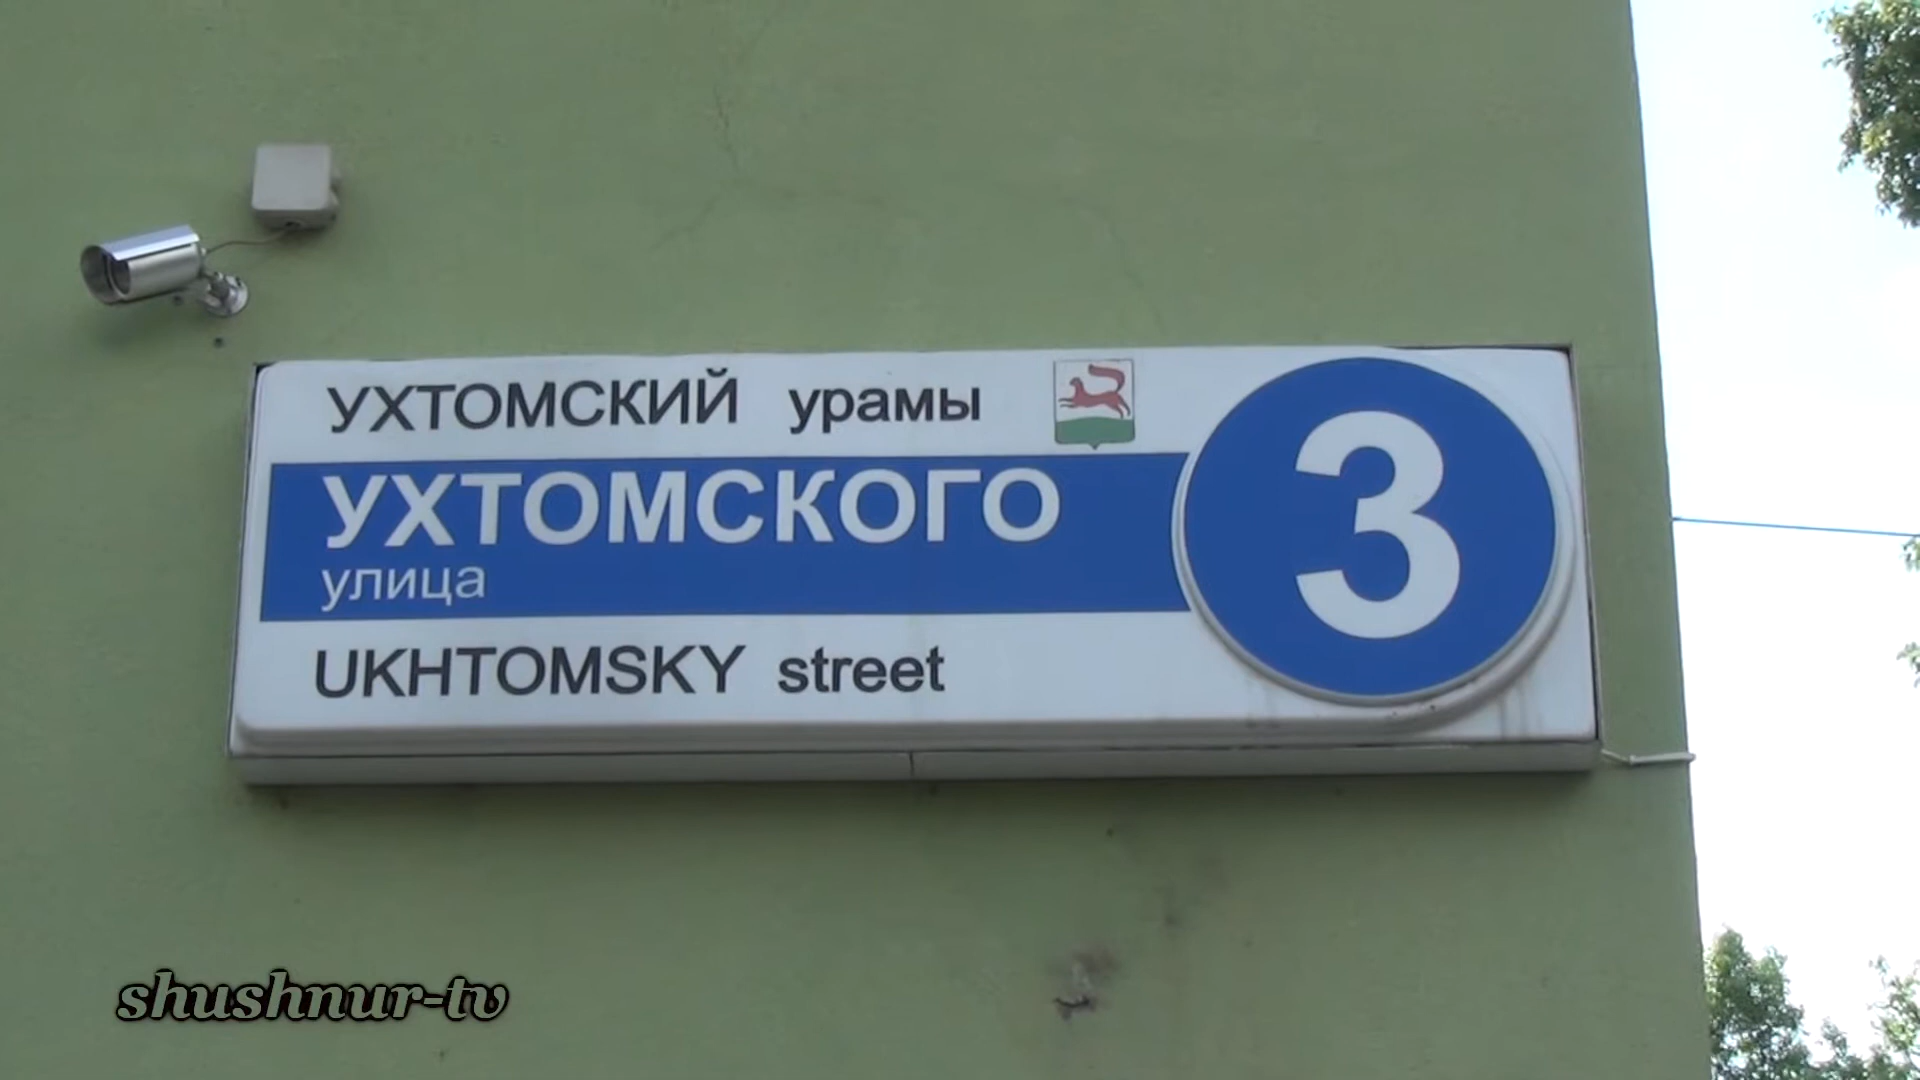 УХТОМСКИЙ урамы
УХТОМСКОГО
улица
UKHTOMSKY street
3
shushnur-tv